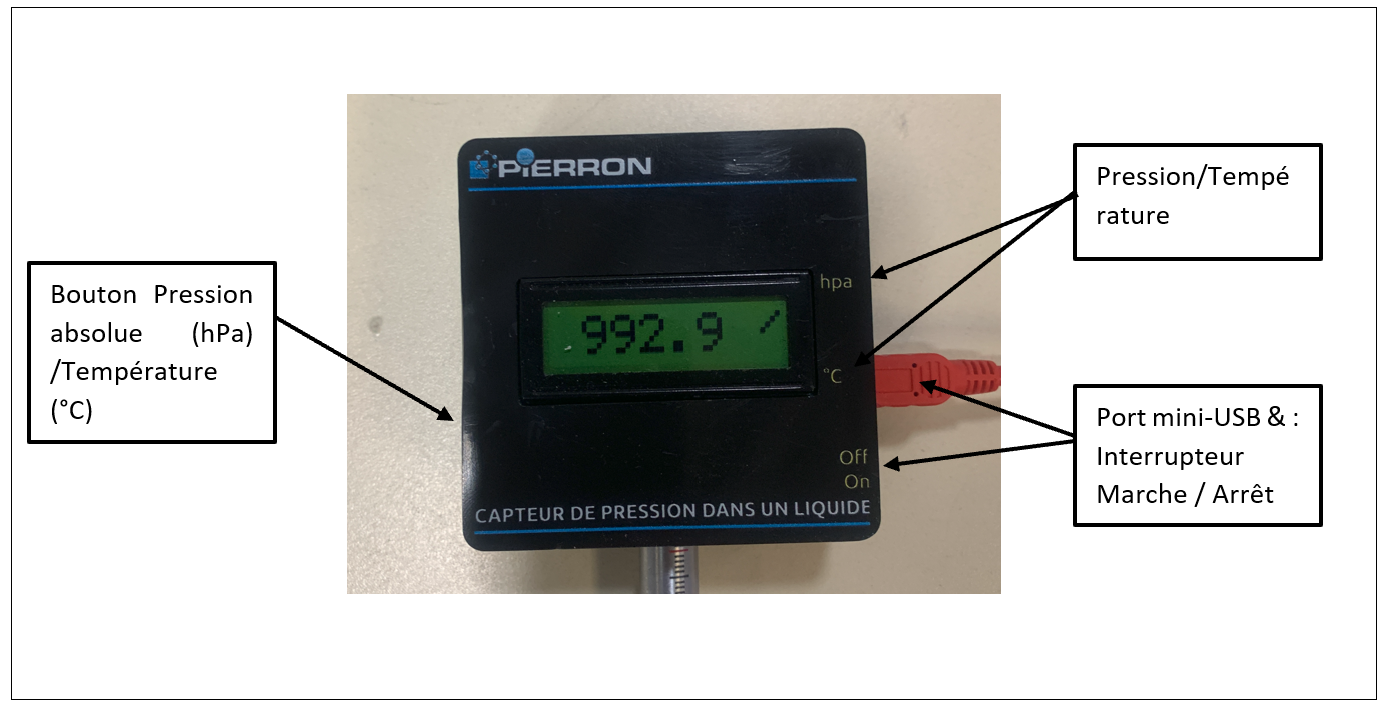 PIERRON
Pression/Tempé
rature
Bouton Pression
absolue (hPa)
/Température
(°C)
hpa
992.9
°C
Port mini-USB & :
Interrupteur
Marche / Arrêt
Off
On
CAPTEUR DE PRESSION DANS UN LIQUIDE